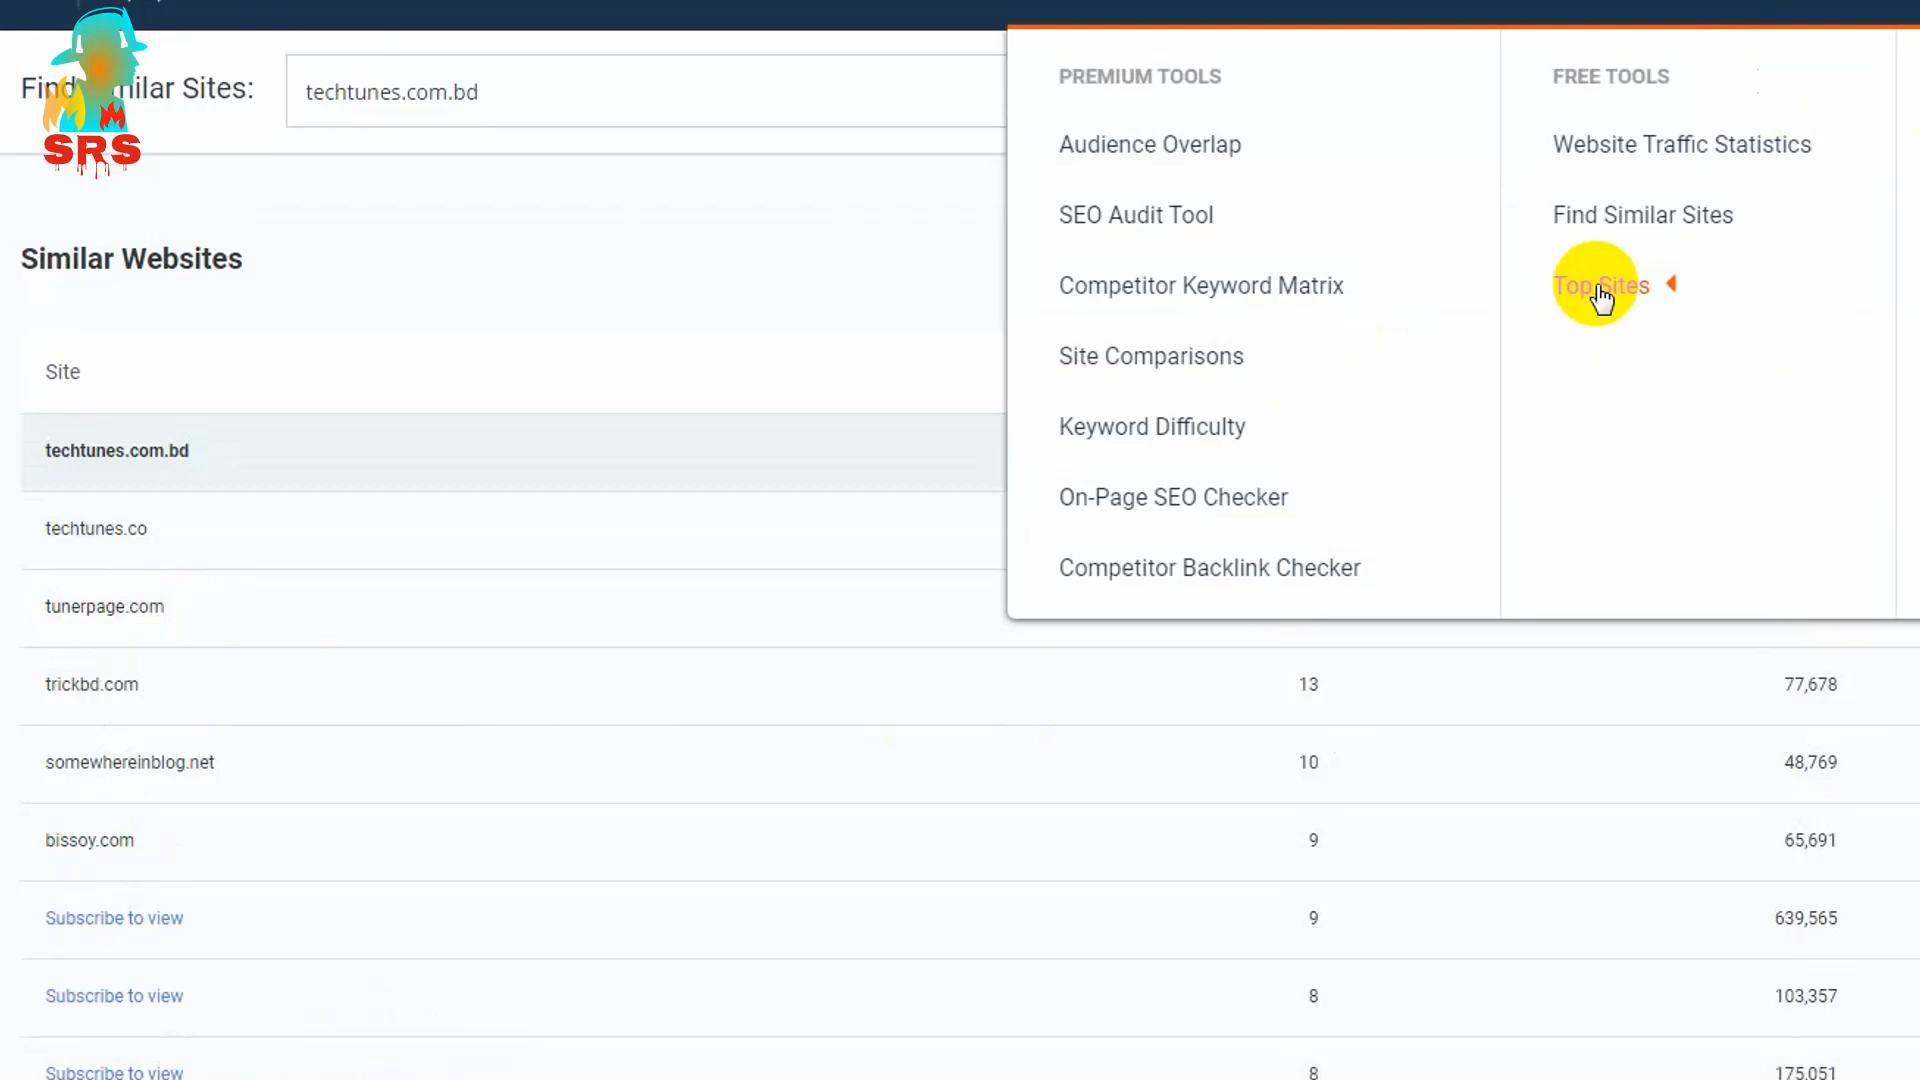 Find Similar Sites:
techtunes.com.bd
SRS
Similar Websites
Site
techtunes.com.bd
techtunes.co
tunerpage.com
trickbd.com 13 77,678
somewhereinblog.net 10 48,769
bissoy.com 9 65,691
Subscribe to view 9 639,565
Subscribe to view 8 103,357
Subscribe to view 8 175,051
PREMIUM TOOLS
Audience Overlap
SEO Audit Tool
Competitor Keyword Matrix
Site Comparisons
Keyword Difficulty
On-Page SEO Checker
Competitor Backlink Checker
FREE TOOLS
Website Traffic Statistics
Find Similar Sites
Top Sites